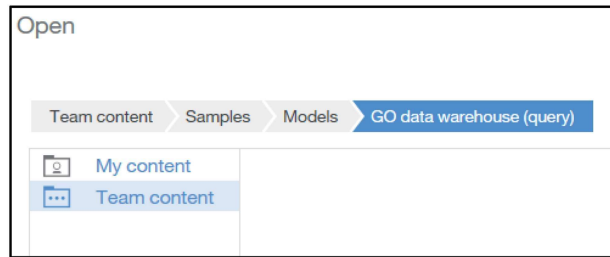 Open
Team content Samples Models GO data warehouse (query)
My content
Team content